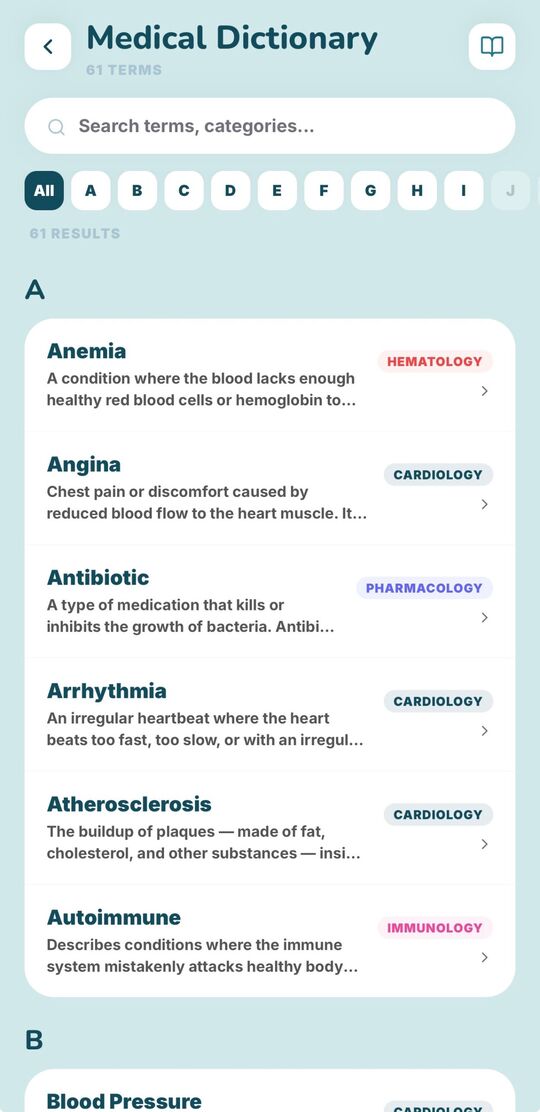 Medical Dictionary
61 TERMS
Search terms, categories...
All A B C D E F G H I J
61 RESULTS
A
Anemia
HEMATOLOGY
A condition where the blood lacks enough
healthy red blood cells or hemoglobin to...
Angina
CARDIOLOGY
Chest pain or discomfort caused by
reduced blood flow to the heart muscle. It...
Antibiotic
PHARMACOLOGY
A type of medication that kills or
inhibits the growth of bacteria. Antibi...
Arrhythmia
CARDIOLOGY
An irregular heartbeat where the heart
beats too fast, too slow, or with an irregul...
Atherosclerosis
CARDIOLOGY
The buildup of plaques — made of fat,
cholesterol, and other substances — insi...
Autoimmune
IMMUNOLOGY
Describes conditions where the immune
system mistakenly attacks healthy body...
B
Blood Pressure
CARDIOLOGY